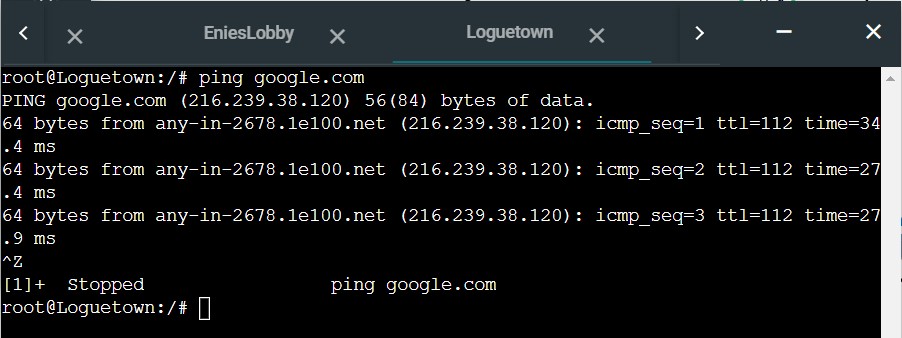 EniesLobby
Loguetown
root@Loguetown:/# ping google.com
PING google.com (216.239.38.120) 56(84) bytes of data.
64 bytes from any-in-2678.1e100.net (216.239.38.120): icmp_seq=1 ttl=112 time=34
.4 ms
64 bytes from any-in-2678.1e100.net (216.239.38.120): icmp_seq=2 ttl=112 time=27
.4 ms
64 bytes from any-in-2678.1e100.net (216.239.38.120): icmp_seq=3 ttl=112 time=27
.9 ms
^Z
[1]+  Stopped                 ping google.com
root@Loguetown:/#